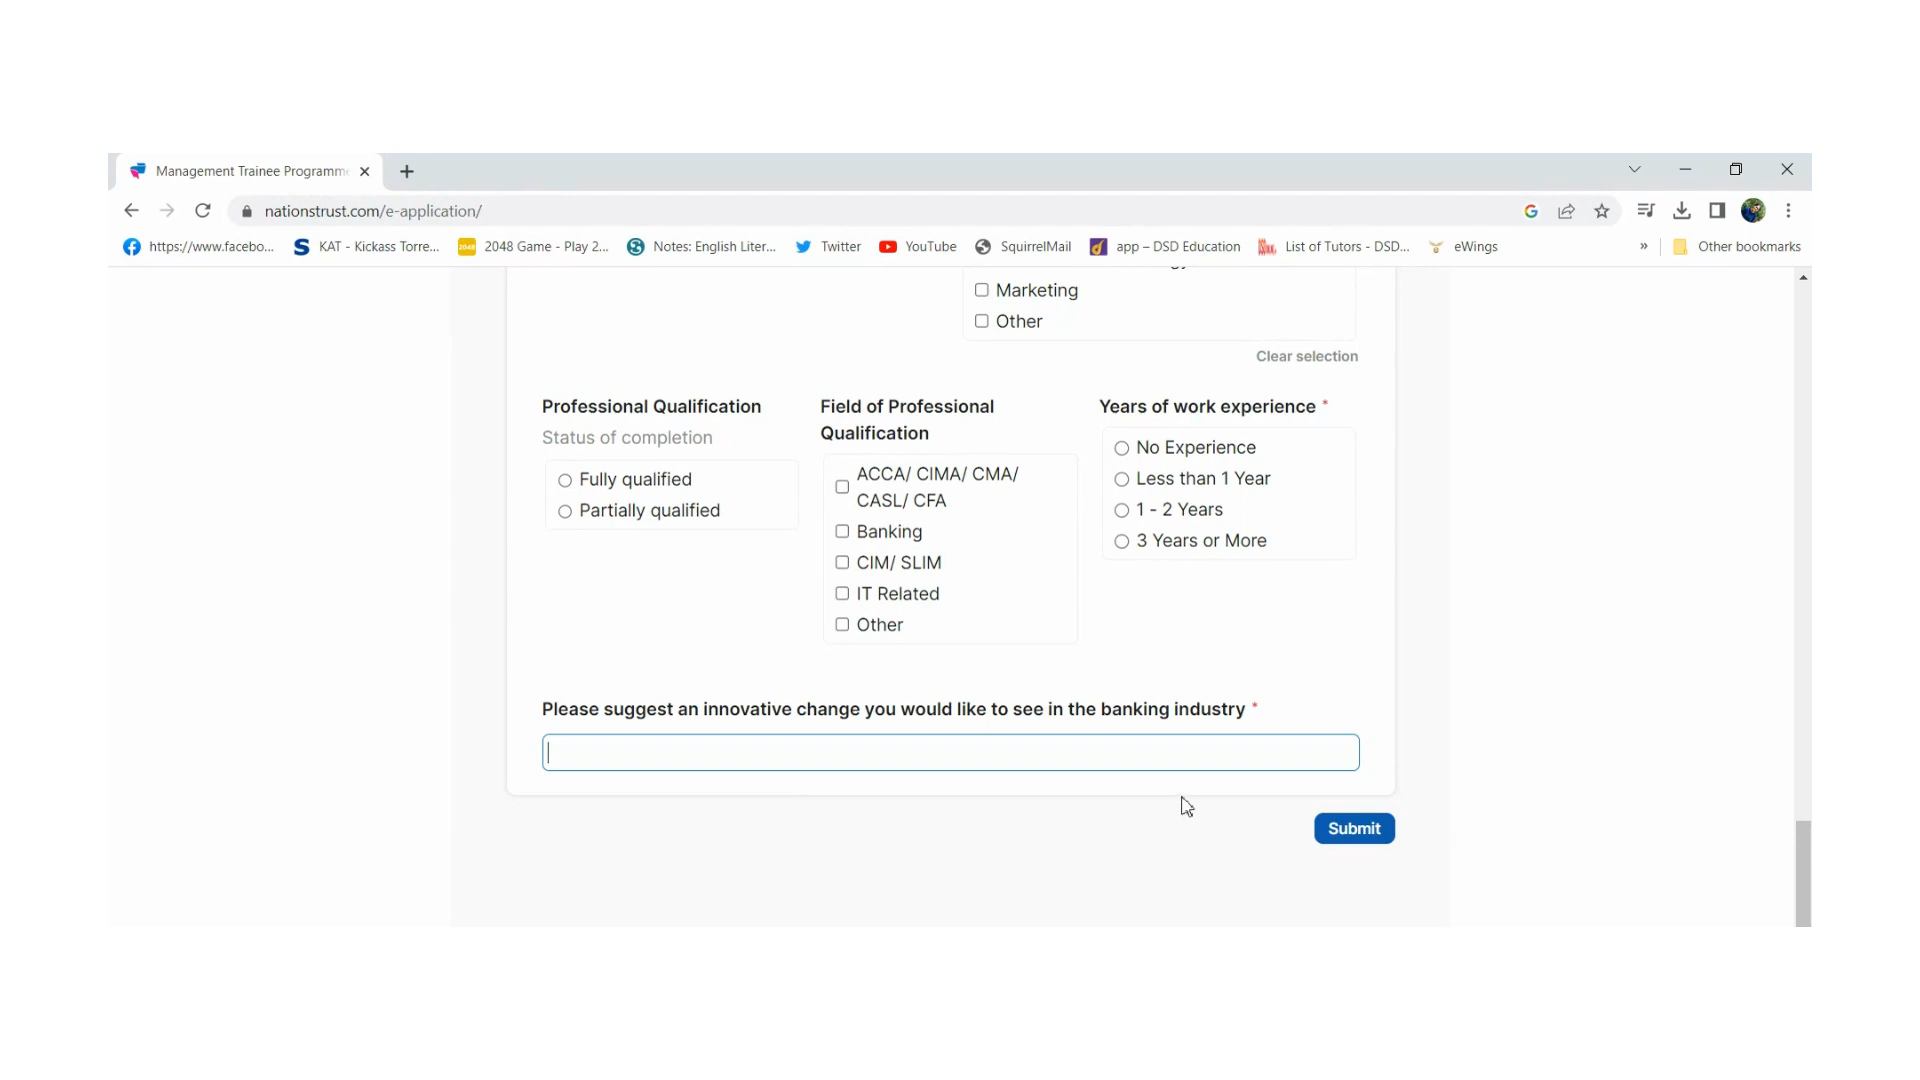 Management Trainee Programm
nationstrust.com/e-application/
https://www.facebo...
KAT - Kickass Torre...
2048
2048 Game - Play 2...
Notes: English Liter...
Twitter
YouTube
SquirrelMail
app – DSD Education
List of Tutors - DSD...
eWings
»
Other bookmarks
Marketing
Other
Clear selection
Professional Qualification
Status of completion
Fully qualified
Partially qualified
Field of Professional
Qualification
ACCA/ CIMA/ CMA/
CASL/ CFA
Banking
CIM/ SLIM
IT Related
Other
Years of work experience *
No Experience
Less than 1 Year
1 - 2 Years
3 Years or More
Please suggest an innovative change you would like to see in the banking industry *
Submit